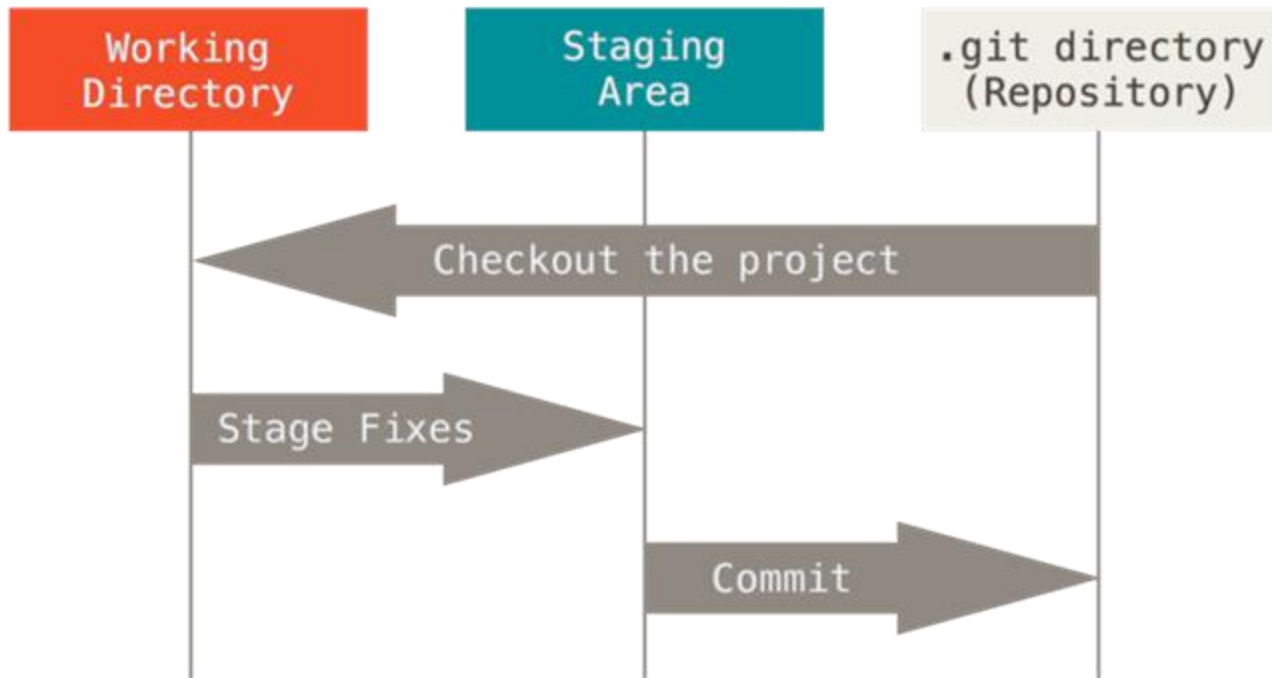 Working
Directory
Staging
Area
.git directory
(Repository)
Checkout the project
Stage Fixes
Commit